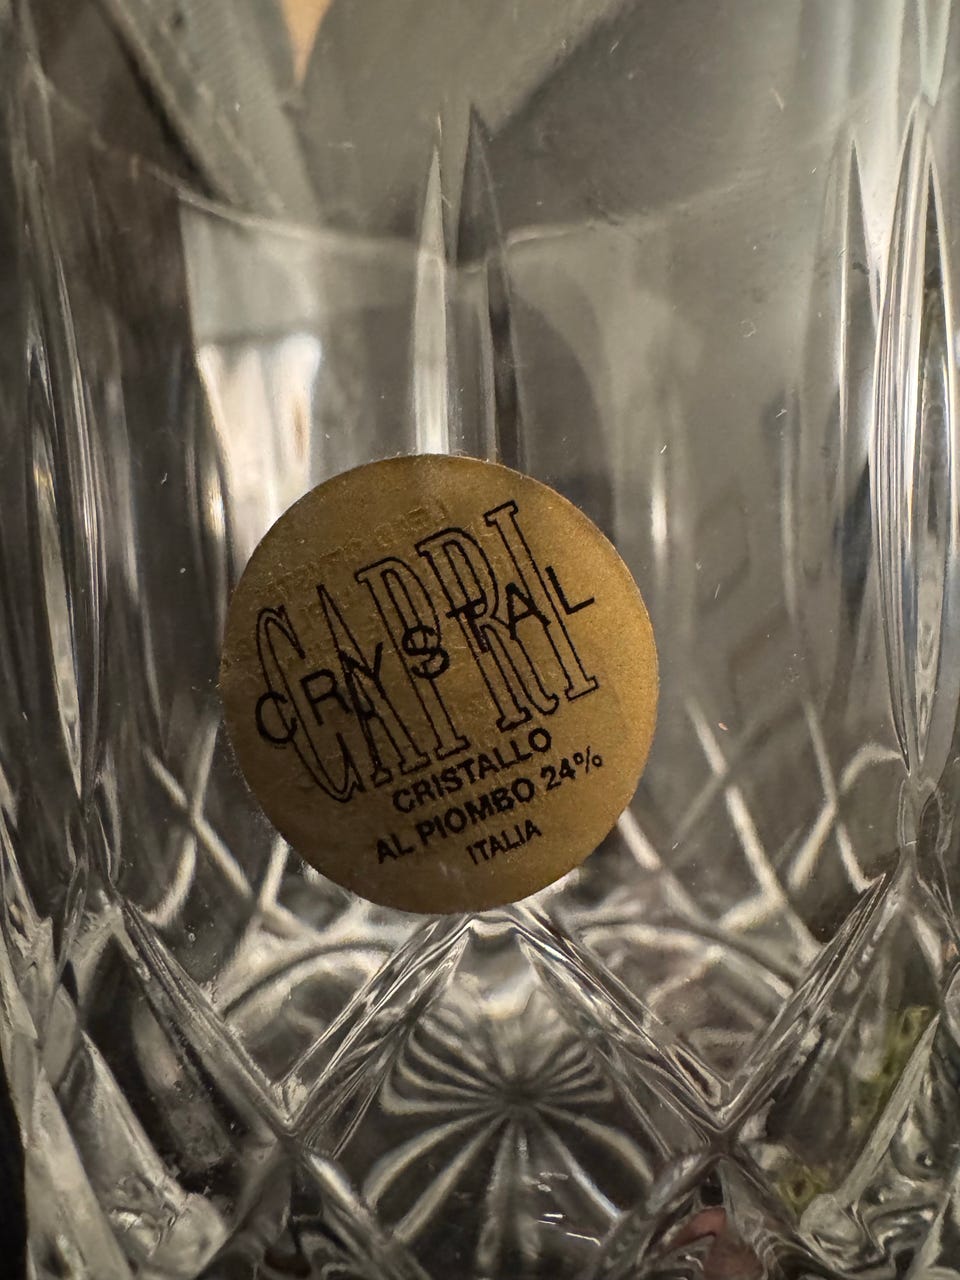 CAPRI
CRYSTAL
CRISTALLO
AL PIOMBO 24%
ITALIA